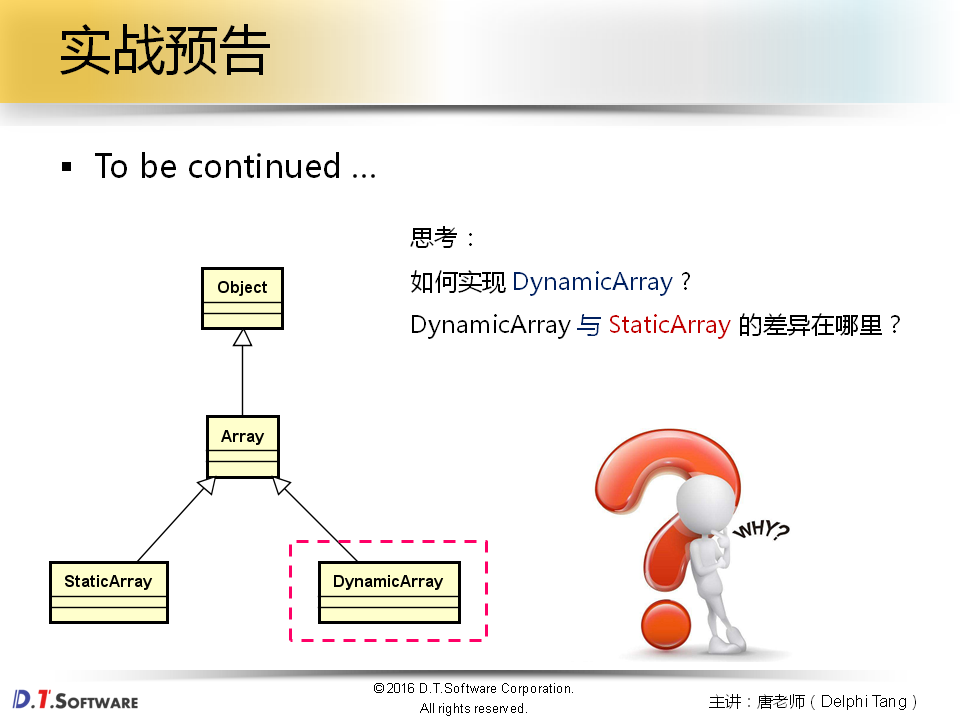 实战预告
▪ To be continued …
思考：
如何实现 DynamicArray？
DynamicArray 与 StaticArray 的差异在哪里？
Object
Array
StaticArray
DynamicArray
WHY?
D.T.SOFTWARE
©2016 D.T.Software Corporation.
All rights reserved.
主讲：唐老师（Delphi Tang）